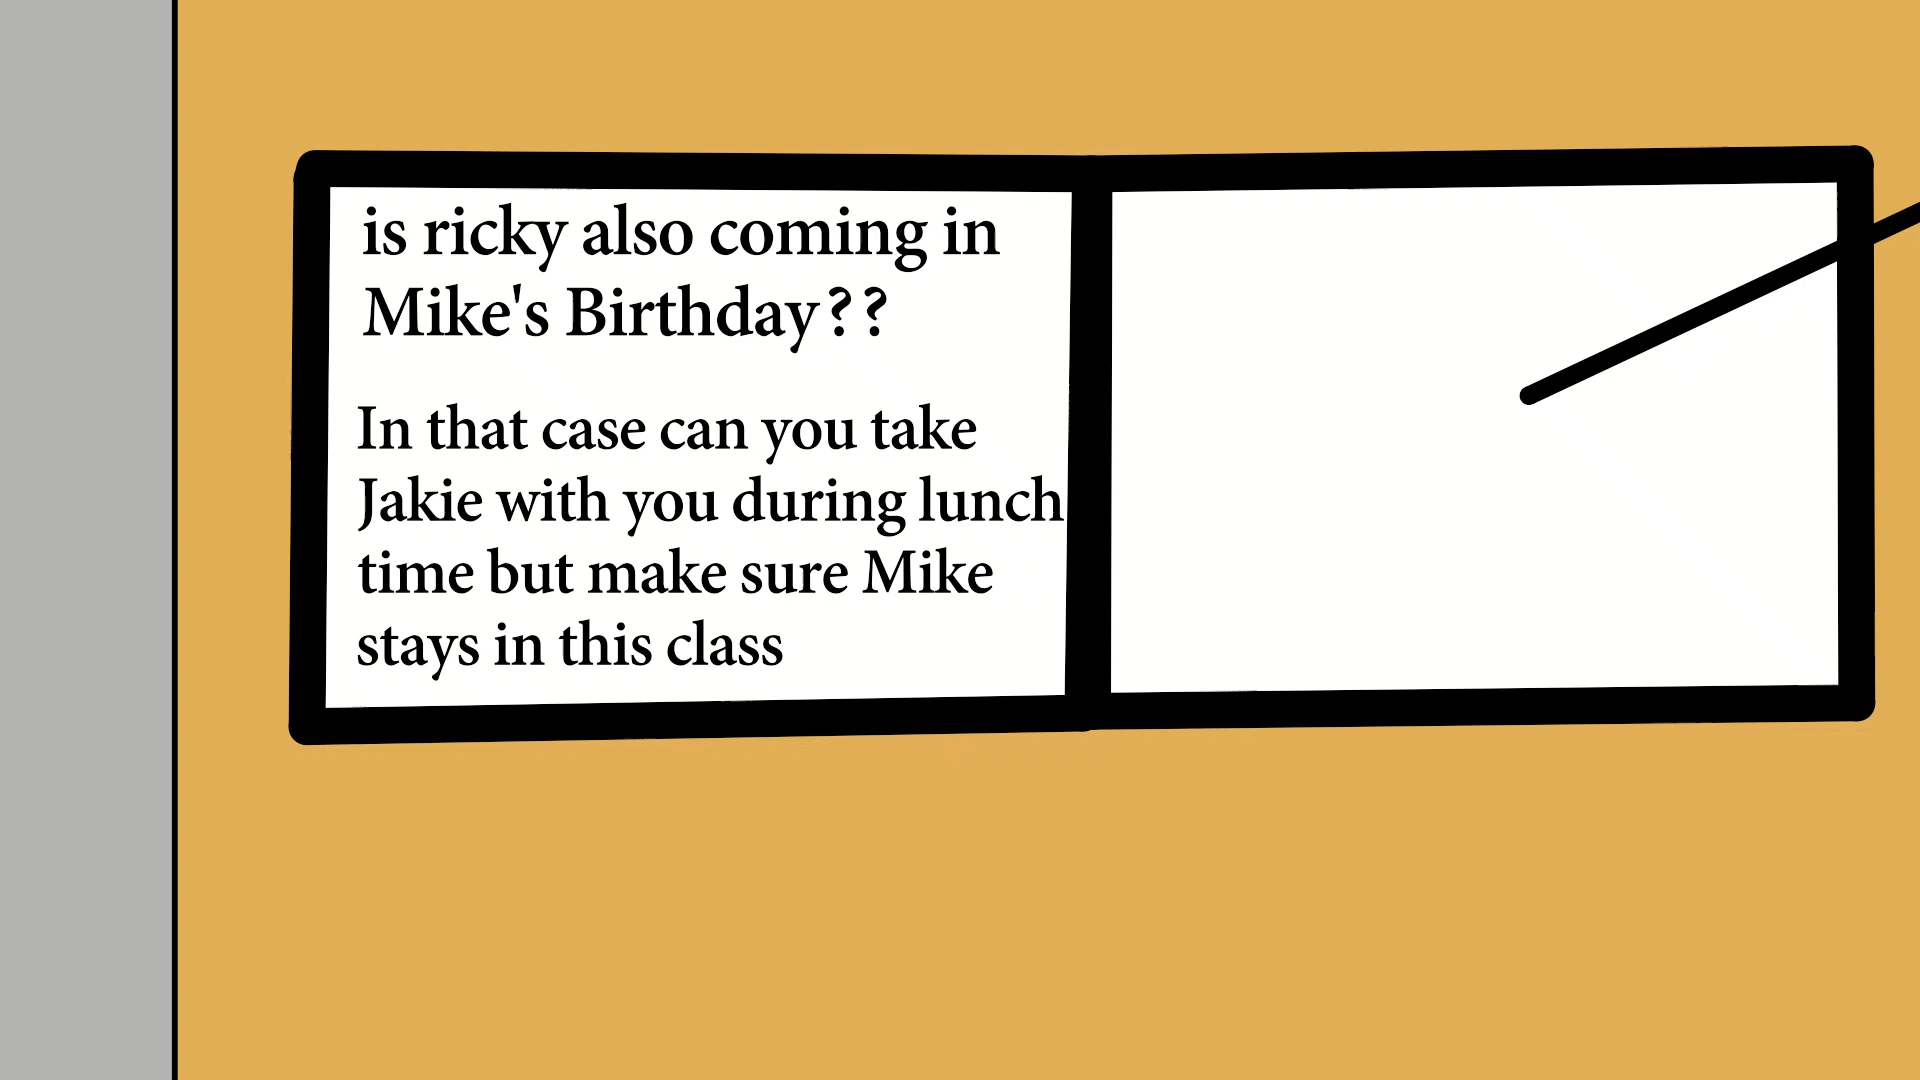 is ricky also coming in
Mike's Birthday??
In that case can you take
Jakie with you during lunch
time but make sure Mike
stays in this class